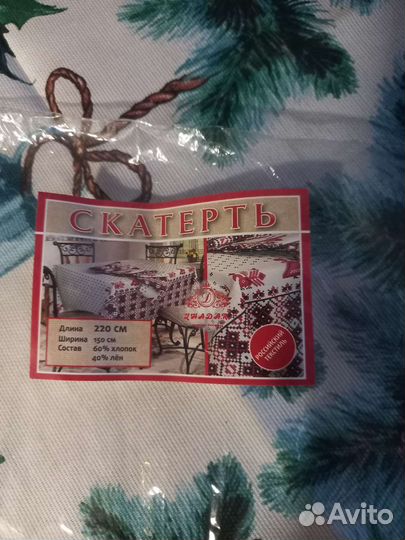 СКАТЕРТЬ
Длина 220 СМ
Ширина 150 см
Состав 60% хлопок
40% лён
РОССИЙСКИЙ
ТЕКСТИЛЬ
Avito